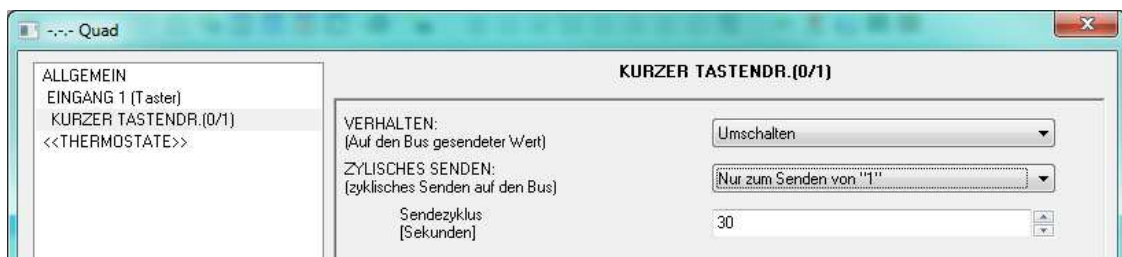 -.-.- Quad
ALLGEMEIN
EINGANG 1 (Taster)
KURZER TASTENDR.(0/1)
<<THERMOSTATE>>
KURZER TASTENDR.(0/1)
VERHALTEN:
(Auf den Bus gesendeter Wert)
Umschalten
ZYLISCHES SENDEN:
(zyklisches Senden auf den Bus)
Nur zum Senden von "1"
Sendezyklus
[Sekunden]
30